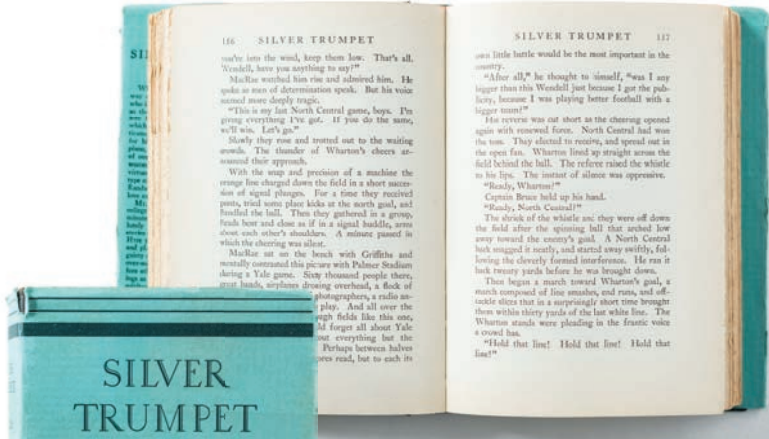 156 SILVER TRUMPET
you're into the wind, keep them low. That's all.
Wendell, have you anything to say?"
MacRae watched him rise and admired him. He
spoke as men of determination speak. But his voice
seemed more deeply tragic.
"This is my last North Central game, boys. I'm
giving everything I've got. If you do the same,
we'll win. Let's go."
Slowly they rose and trotted out to the waiting
crowds. The thunder of Wharton's cheers an-
nounced their approach.
With the snap and precision of a machine the
orange line charged down the field in a short succes-
sion of signal plunges. For a time they received
punts, tried some place kicks at the north goal, and
fondled the ball. Then they gathered in a group,
heads bent and close as if in a signal huddle, arms
about each other's shoulders. A minute passed in
which the cheering was silent.
MacRae sat on the bench with Griffiths and
mentally contrasted this picture with Palmer Stadium
during a Yale game. Sixty thousand people there,
great bands, airplanes droning overhead, a flock of
photographers, a radio an-
play. And all over the
ugh fields like this one,
ld forget all about Yale
out everything but the
Perhaps between halves
res read, but to each its
SILVER TRUMPET 157
own little battle would be the most important in the
country.
"After all," he thought to himself, "was I any
bigger than this Wendell just because I got the pub-
licity, because I was playing better football with a
bigger team?"
His reverie was cut short as the cheering opened
again with renewed force. North Central had won
the toss. They elected to receive, and spread out in
the open fan. Wharton lined up straight across the
field behind the ball. The referee raised the whistle
to his lips. The instant of silence was oppressive.
"Ready, Wharton?"
Captain Bruce held up his hand.
"Ready, North Central?"
The shriek of the whistle and they were off down
the field after the spinning ball that arched low
away toward the enemy's goal. A North Central
back snagged it neatly, and started away swiftly, fol-
lowing the cleverly formed interference. He ran it
back twenty yards before he was brought down.
Then began a march toward Wharton's goal, a
march composed of line smashes, end runs, and off-
tackle slices that in a surprisingly short time brought
them within thirty yards of the last white line. The
Wharton stands were pleading in the frantic voice
a crowd has.
"Hold that line! Hold that line! Hold that
line!"
SILVER
TRUMPET